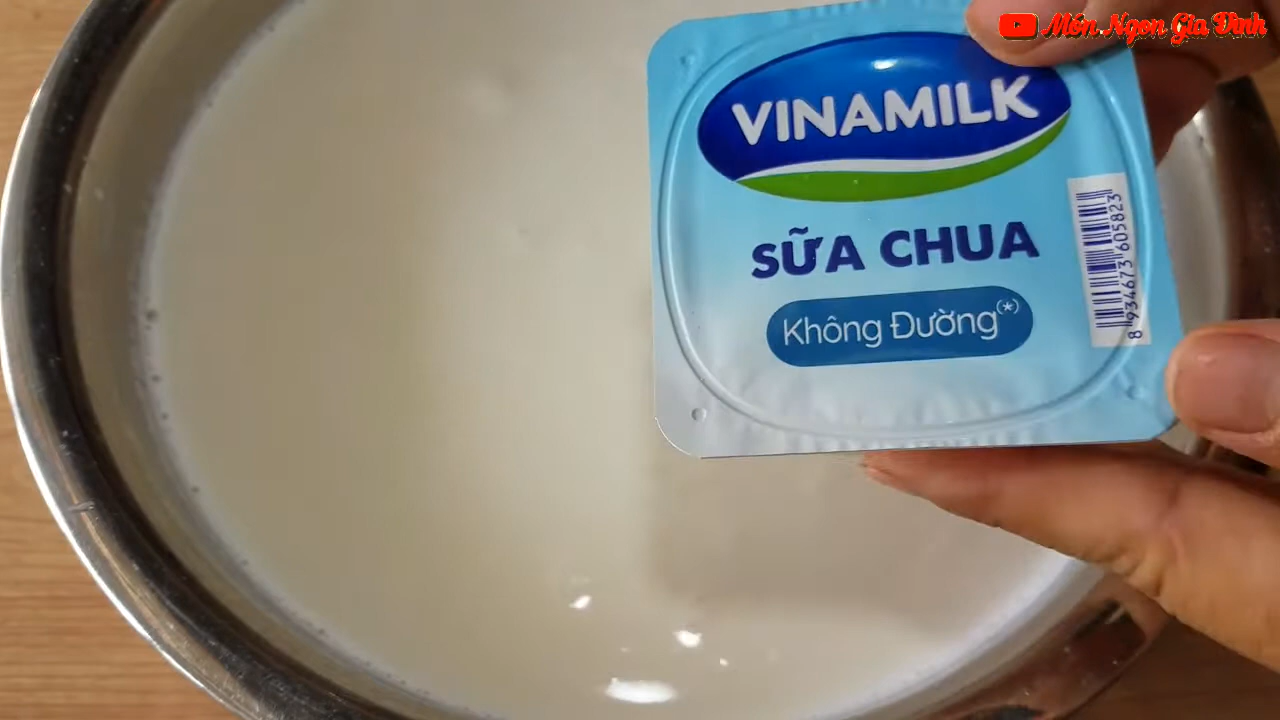 Món Ngon Gia Đình
VINAMILK
SỮA CHUA
Không Đường(*)
8 934673 605823